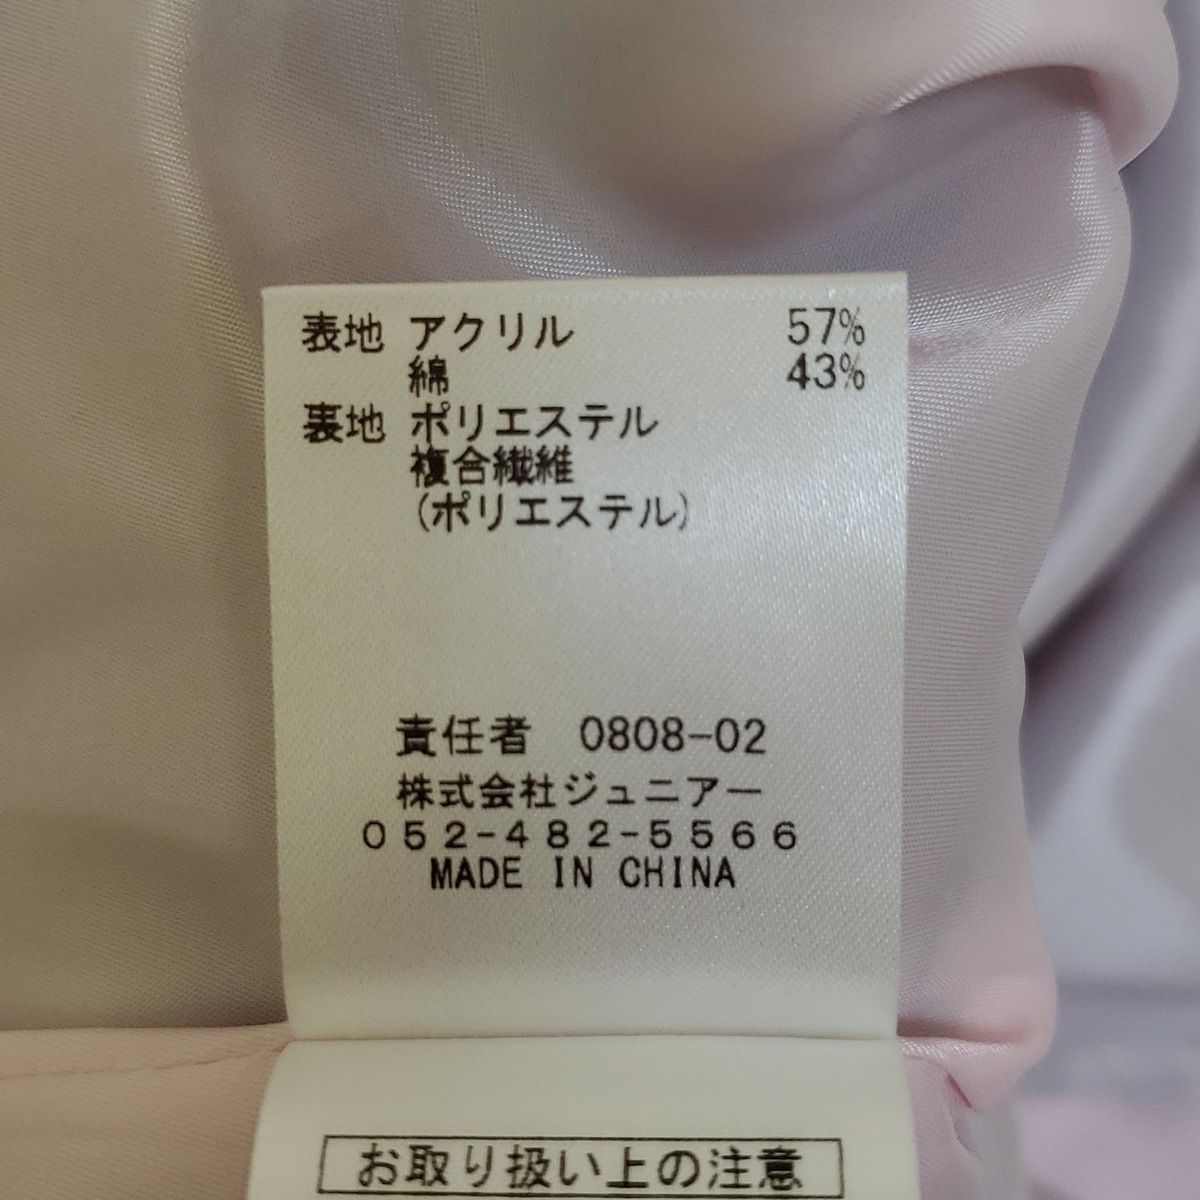 表地 アクリル 57%
綿 43%
裏地 ポリエステル
複合繊維
(ポリエステル)
責任者 0808-02
株式会社ジュニアー
052-482-5566
MADE IN CHINA
お取り扱い上の注意